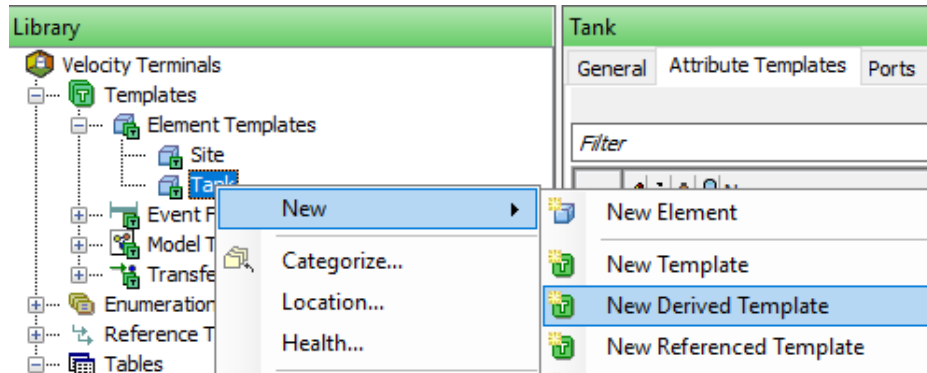 Library
Velocity Terminals
Templates
Element Templates
Site
Tank
Event F
Model T
Transfe
Enumeration
Reference T
Tables
Tank
General Attribute Templates Ports
Filter
New
Categorize...
Location...
Health...
New Element
New Template
New Derived Template
New Referenced Template